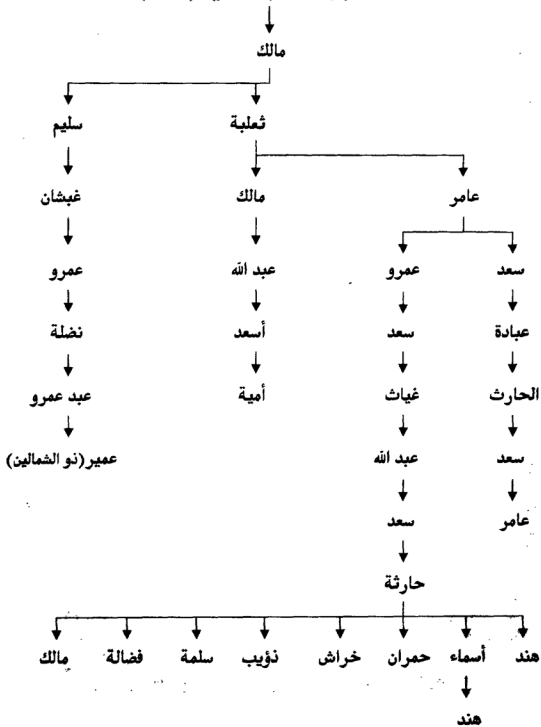 مالك
ثعلبة سليم
عامر مالك غبشان
سعد عمرو عبد الله عمرو
عبادة سعد أسعد نضلة
الحارث غياث أمية عبد عمرو
سعد عبد الله عمير (ذو الشمالين)
عامر سعد
حارثة
هند أسماء حمران خراش ذؤيب سلمة فضالة مالك
هند